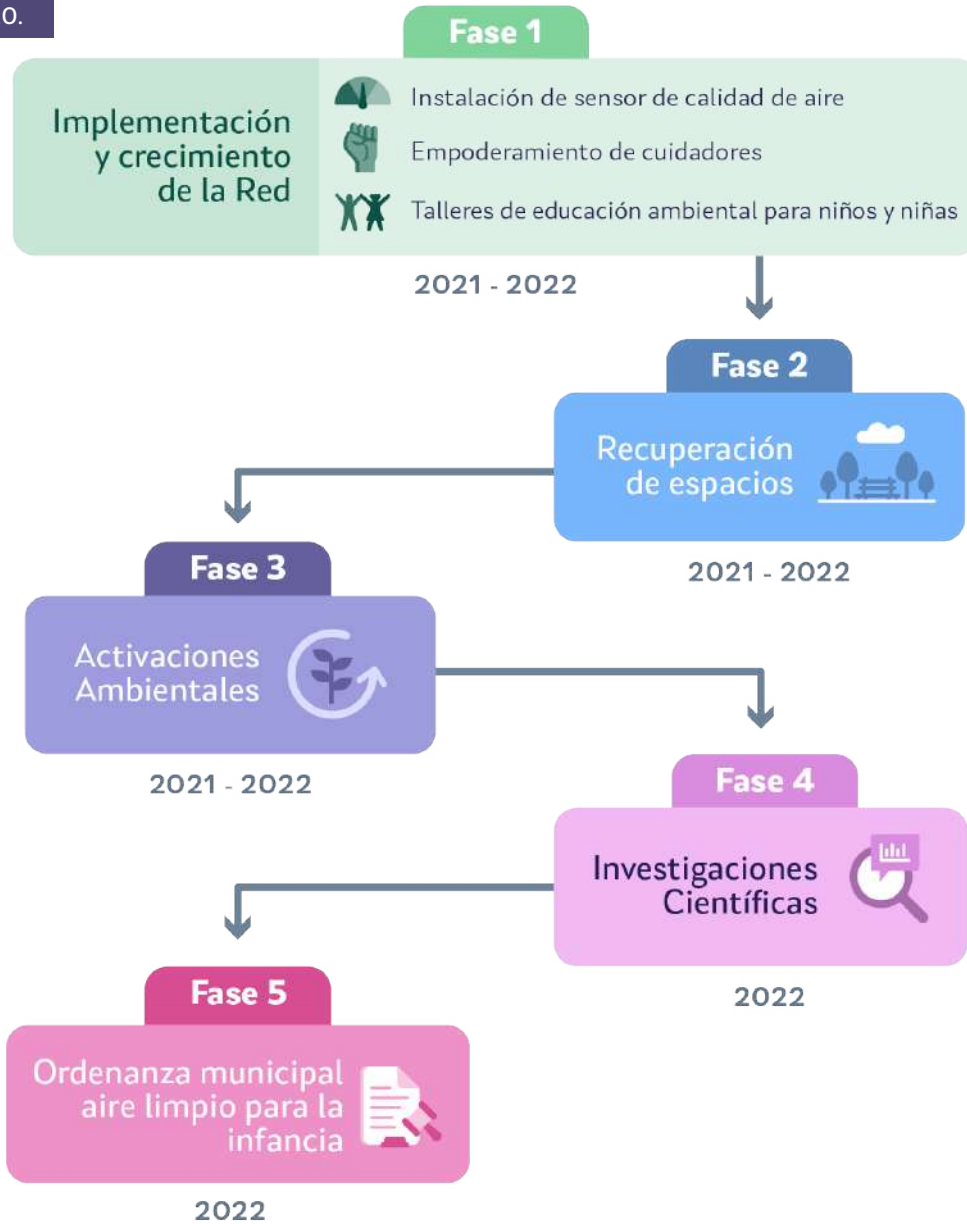 0.
Fase 1
Implementación
y crecimiento
de la Red
Instalación de sensor de calidad de aire
Empoderamiento de cuidadores
Talleres de educación ambiental para niños y niñas
2021 - 2022
Fase 2
Recuperación
de espacios
2021 - 2022
Fase 3
Activaciones
Ambientales
2021 - 2022
Fase 4
Investigaciones
Científicas
2022
Fase 5
Ordenanza municipal
aire limpio para la
infancia
2022